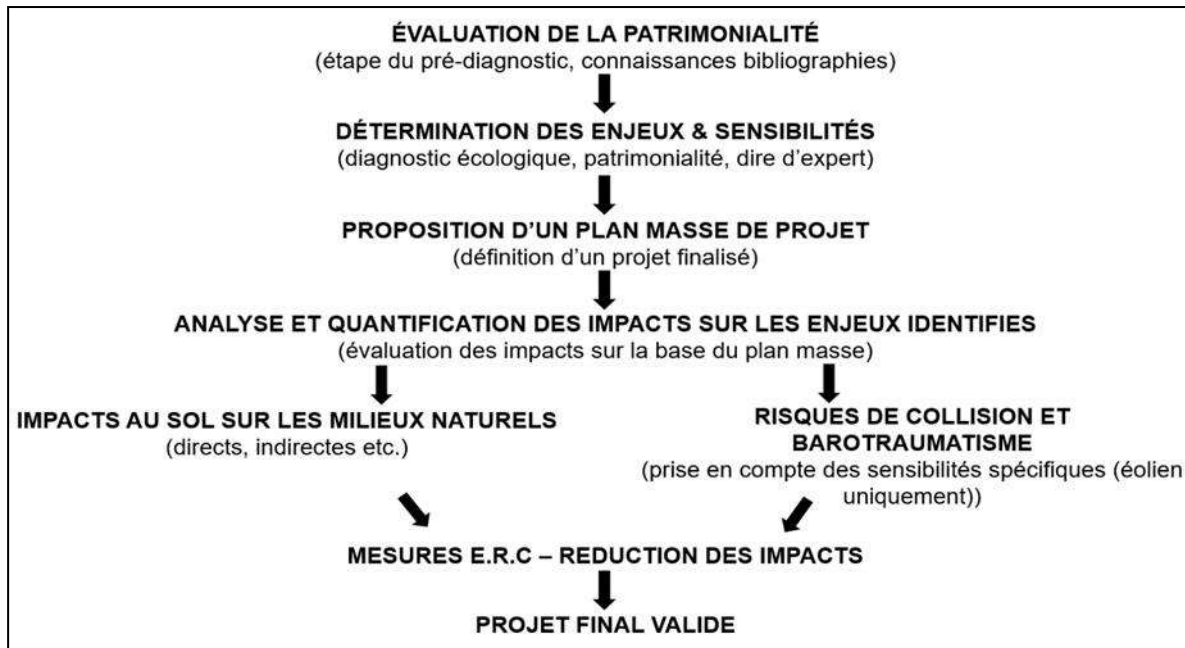 ÉVALUATION DE LA PATRIMONIALITÉ
(étape du pré-diagnostic, connaissances bibliographies)
DÉTERMINATION DES ENJEUX & SENSIBILITÉS
(diagnostic écologique, patrimonialité, dire d'expert)
PROPOSITION D'UN PLAN MASSE DE PROJET
(définition d'un projet finalisé)
ANALYSE ET QUANTIFICATION DES IMPACTS SUR LES ENJEUX IDENTIFIES
(évaluation des impacts sur la base du plan masse)
IMPACTS AU SOL SUR LES MILIEUX NATURELS
(directs, indirectes etc.)
RISQUES DE COLLISION ET
BAROTRAUMATISME
(prise en compte des sensibilités spécifiques (éolien
uniquement))
MESURES E.R.C – REDUCTION DES IMPACTS
PROJET FINAL VALIDE